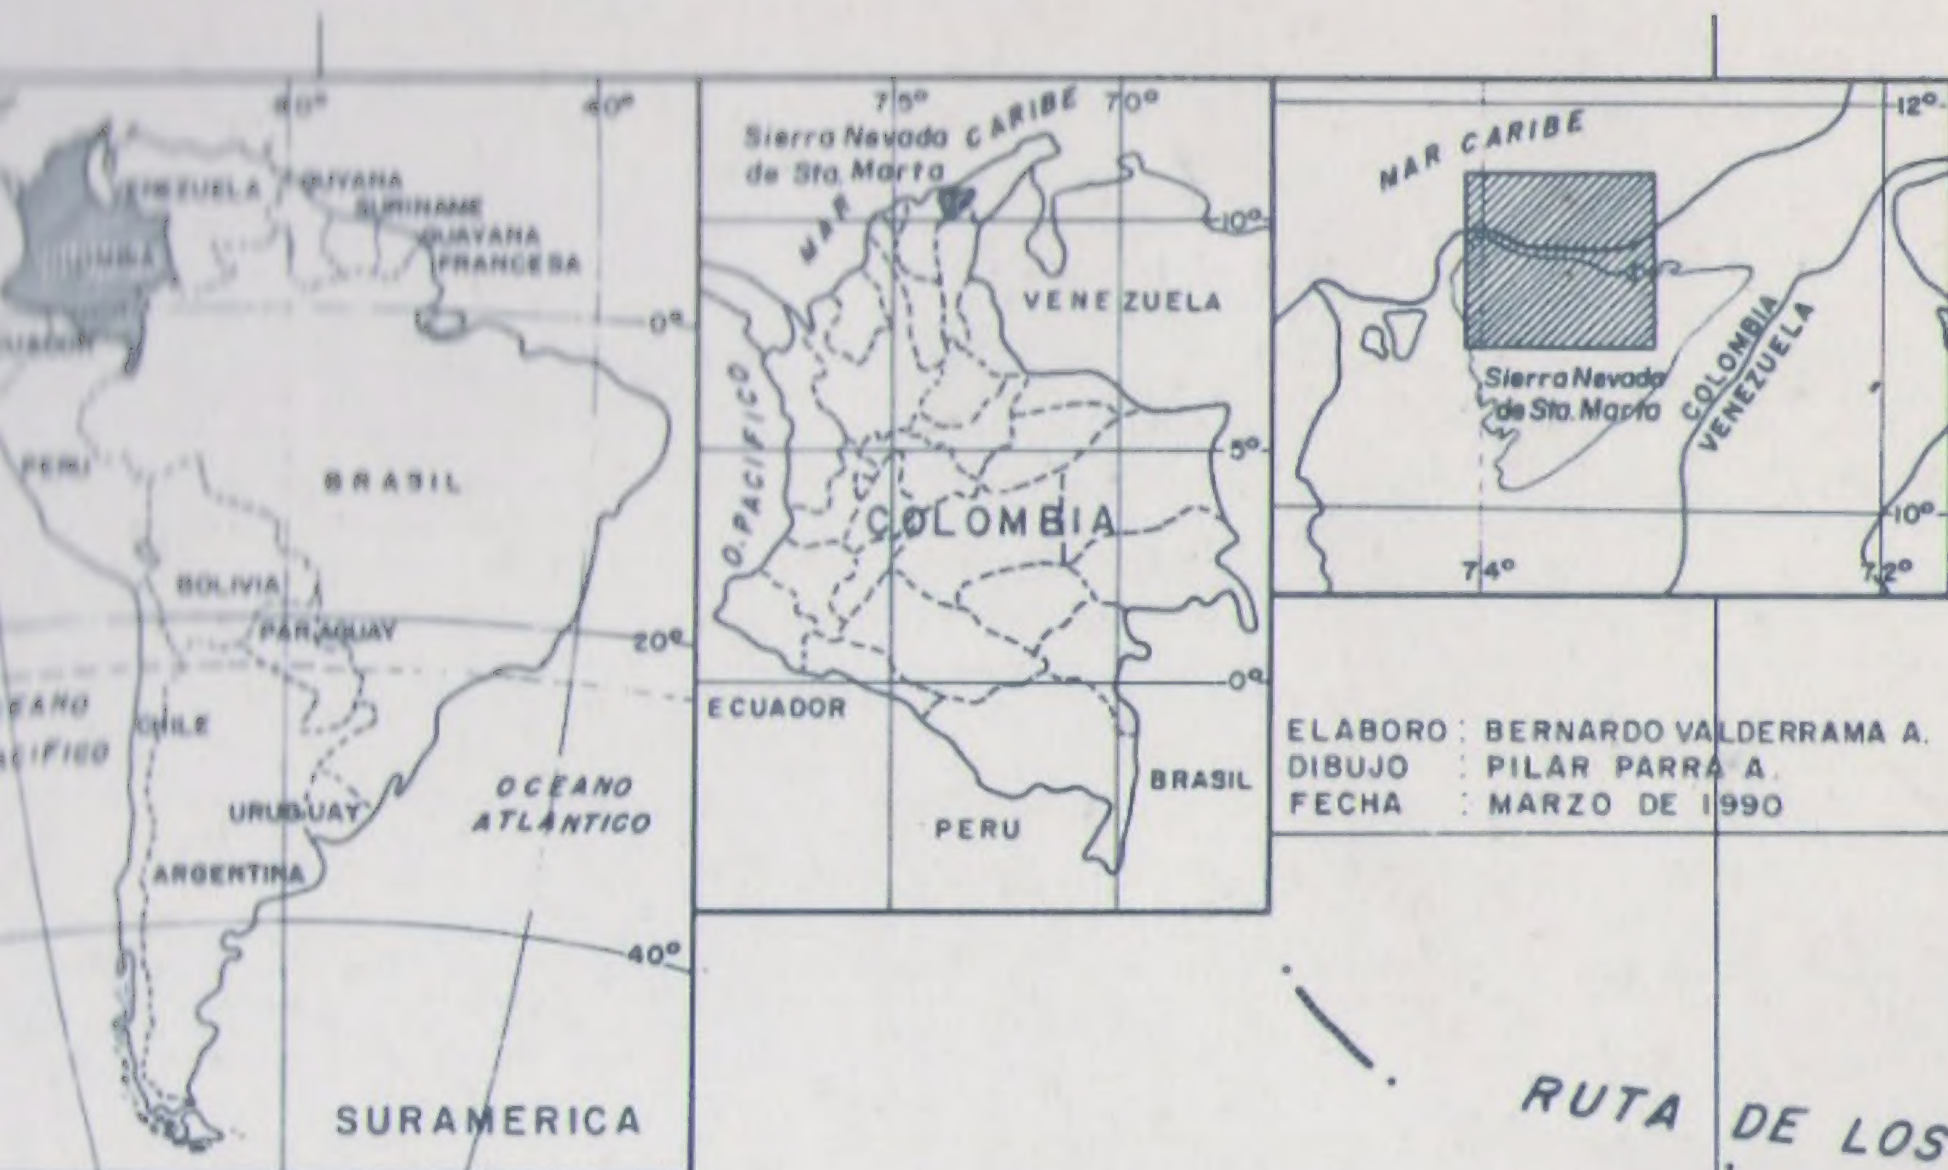 60°
40°
VENEZUELA
GUYANA
SURINAME
GUAYANA
FRANCESA
COLOMBIA
0°
PERU
BRASIL
BOLIVIA
PARAGUAY
20°
CHILE
URUGUAY
OCEANO
ATLANTICO
ARGENTINA
40°
SURAMERICA
75°
70°
Sierra Nevada
de Sta. Marta
MAR CARIBE
10°
VENEZUELA
O. PACIFICO
5°
COLOMBIA
0°
ECUADOR
BRASIL
PERU
12°
MAR CARIBE
Sierra Nevada
de Sta. Marta
COLOMBIA
VENEZUELA
10°
74°
72°
ELABORO : BERNARDO VALDERRAMA A.
DIBUJO : PILAR PARRA A.
FECHA : MARZO DE 1990
RUTA DE LOS